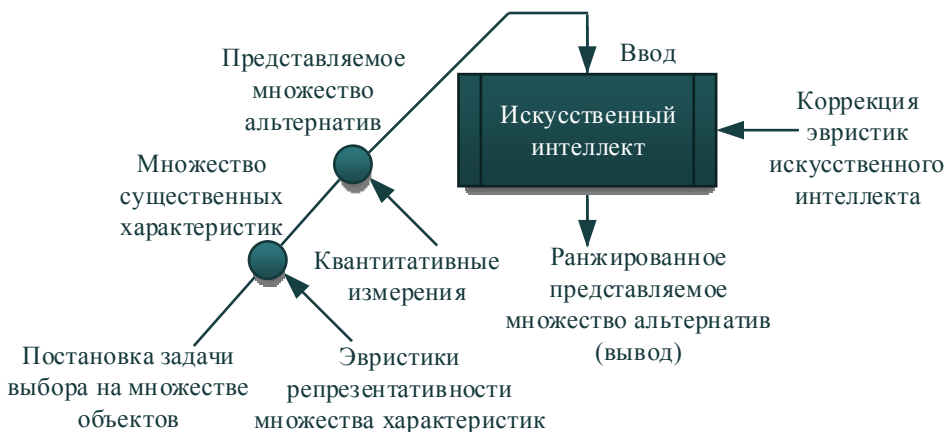 Представляемое
множество
альтернатив
Ввод
Искусственный
интеллект
Коррекция
эвристик
искусственного
интеллекта
Множество
существенных
характеристик
Квантитативные
измерения
Ранжированное
представляемое
множество альтернатив
(вывод)
Постановка задачи
выбора на множестве
объектов
Эвристики
репрезентативности
множества характеристик